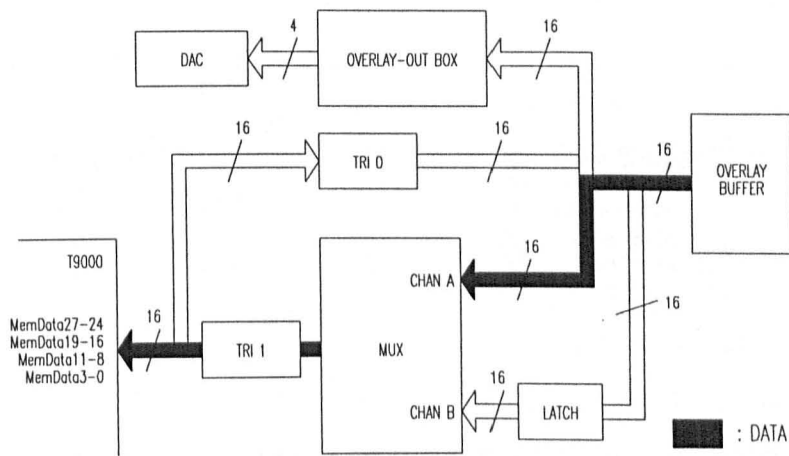 4
16
DAC
OVERLAY-OUT BOX
16
16
TRI 0
16
OVERLAY
BUFFER
T9000
16
CHAN A
16
MemData27-24
MemData19-16
MemData11-8
MemData3-0
16
TRI 1
MUX
16
CHAN B
LATCH
: DATA